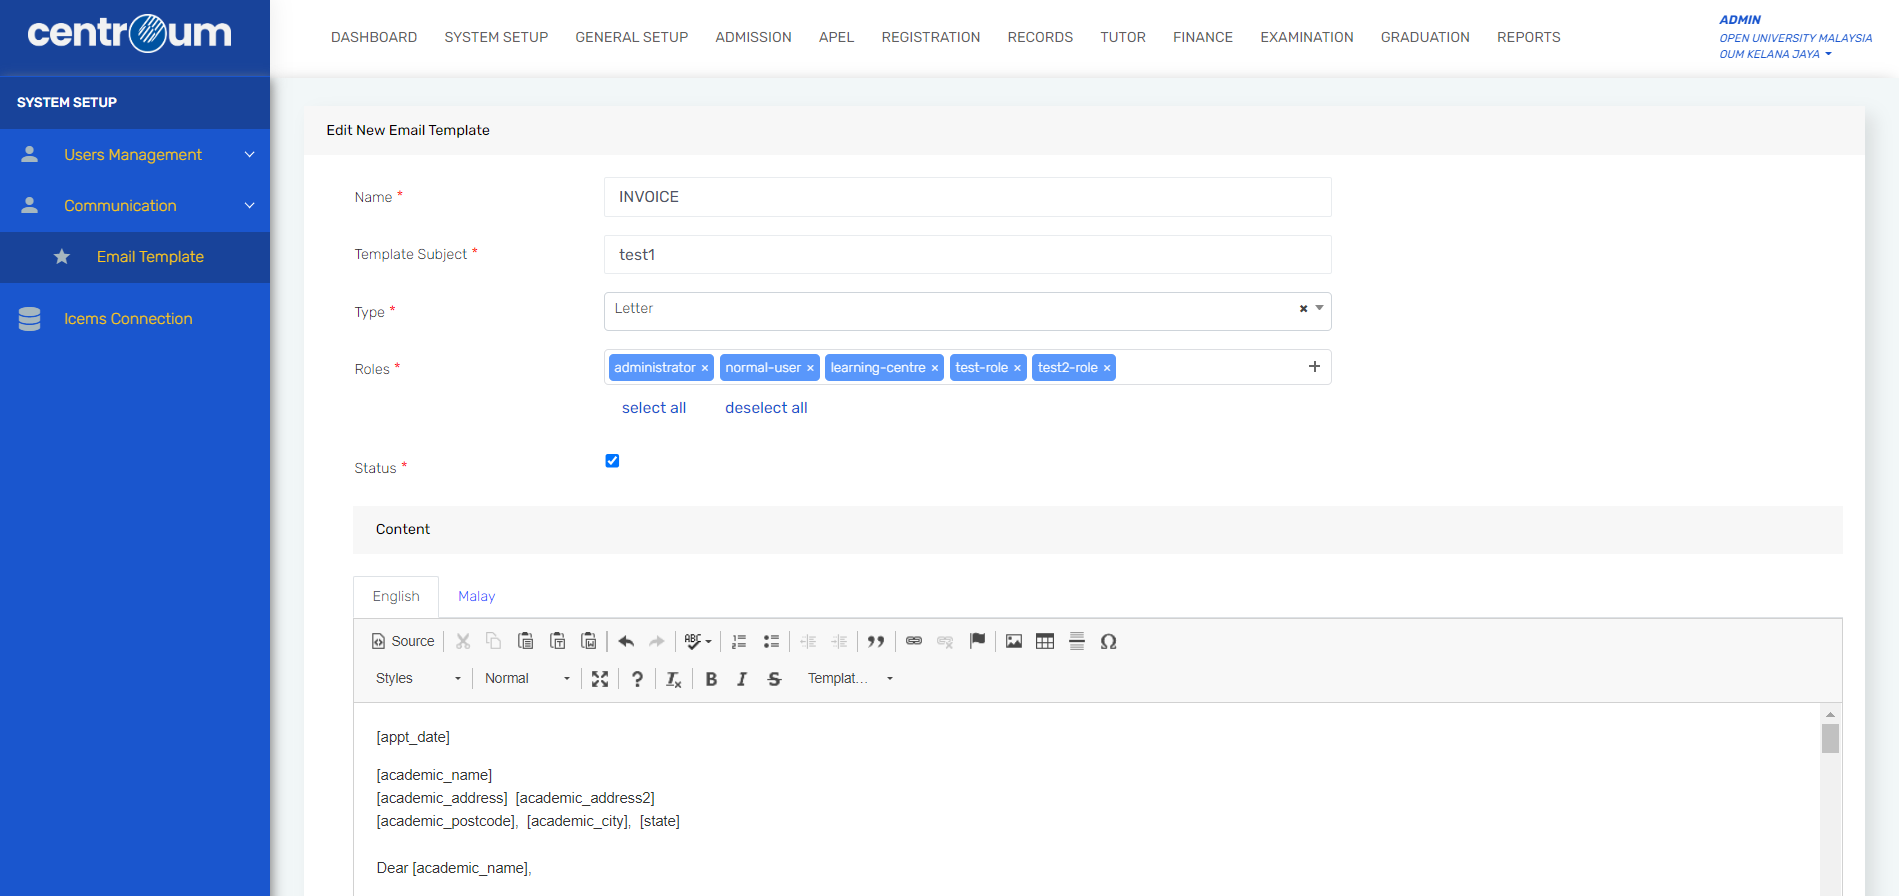 centroum
DASHBOARD SYSTEM SETUP GENERAL SETUP ADMISSION APEL REGISTRATION RECORDS TUTOR FINANCE EXAMINATION GRADUATION REPORTS
ADMIN
OPEN UNIVERSITY MALAYSIA
OUM KELANA JAYA
SYSTEM SETUP
Users Management
Communication
Email Template
Icems Connection
Edit New Email Template
Name *
INVOICE
Template Subject *
test1
Type *
Letter
Roles *
administrator × normal-user × learning-centre × test-role × test2-role ×
select all deselect all
Status *
Content
English Malay
Source
Styles Normal Templat...
[appt_date]
[academic_name]
[academic_address] [academic_address2]
[academic_postcode], [academic_city], [state]
Dear [academic_name],